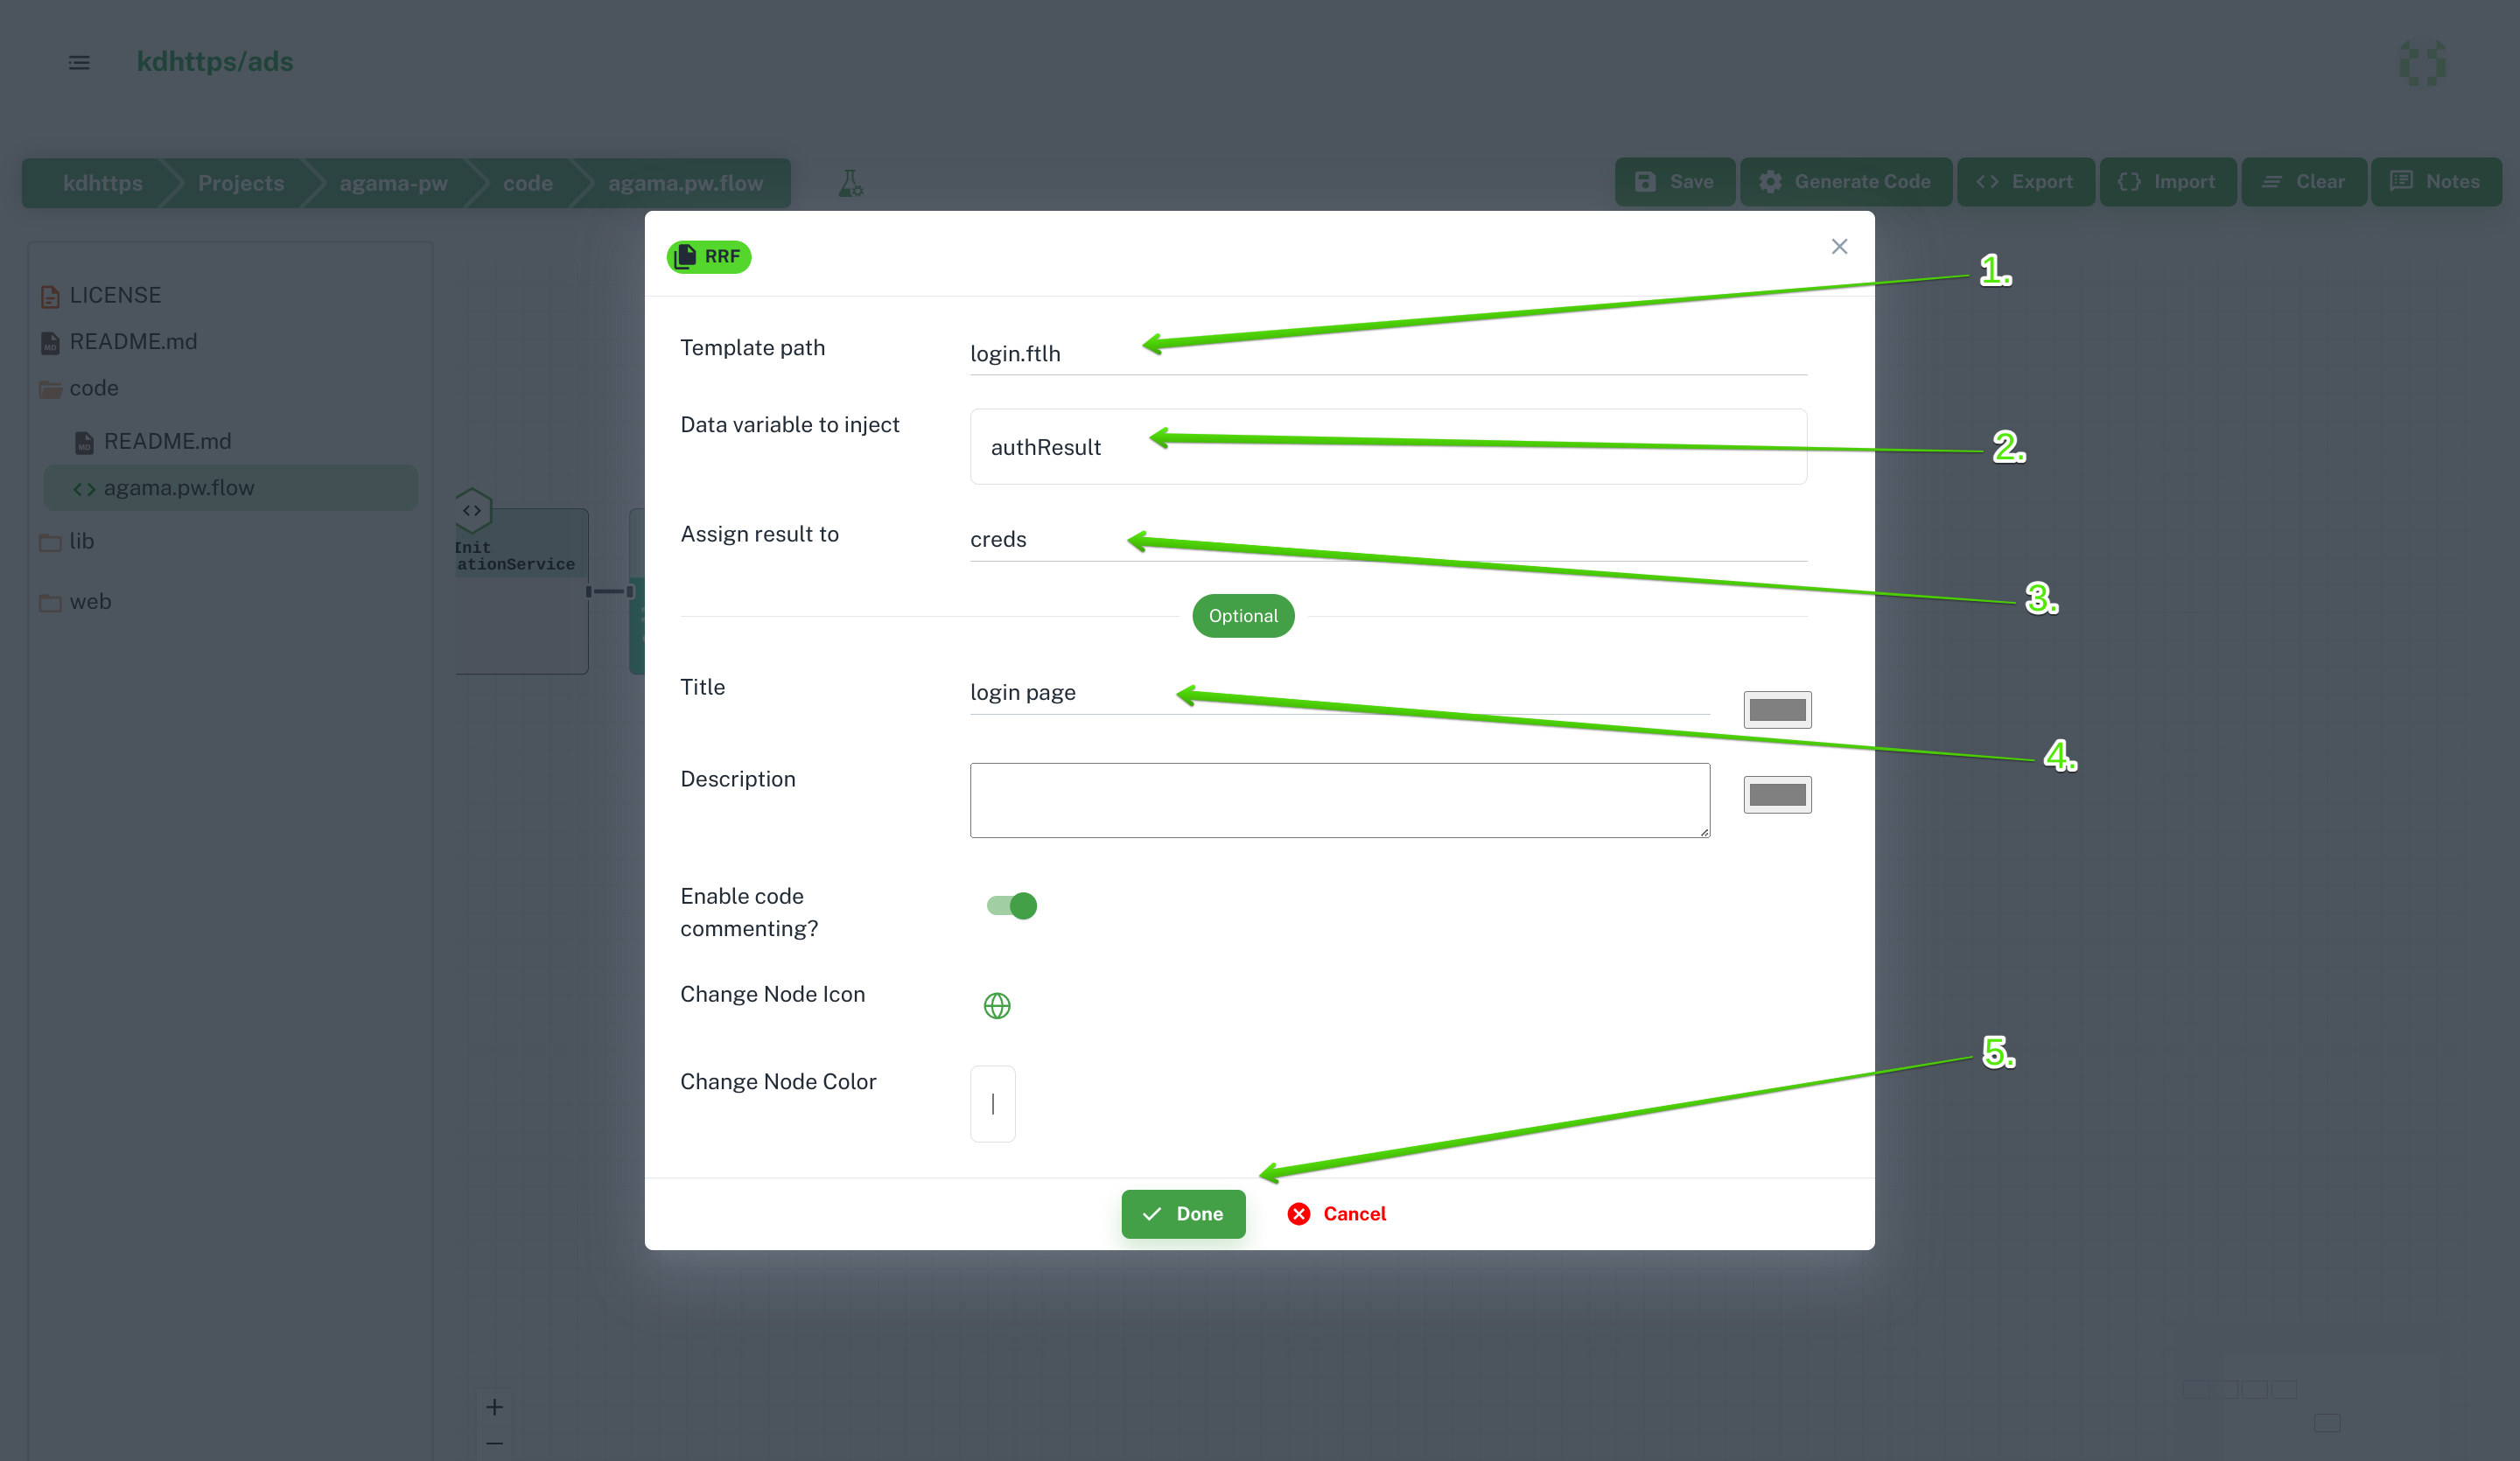 kdhttps/ads
kdhttps Projects agama-pw code agama.pw.flow
Save Generate Code Export Import Clear Notes
LICENSE
README.md
code
README.md
agama.pw.flow
lib
web
Init
ationService
RRF
Template path login.ftlh
Data variable to inject authResult
Assign result to creds
Optional
Title login page
Description
Enable code
commenting?
Change Node Icon
Change Node Color
Done Cancel
1.
2.
3.
4.
5.